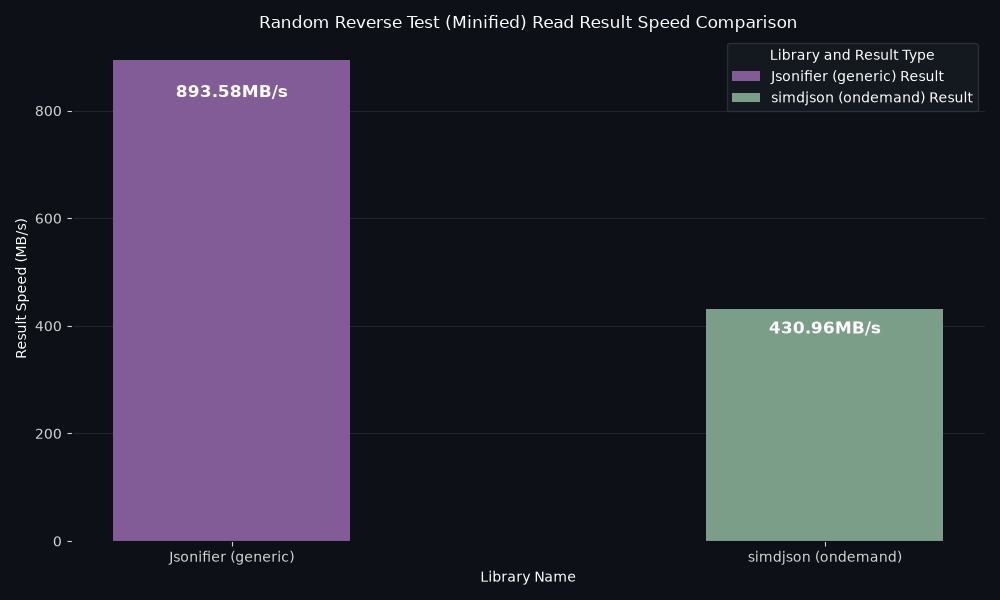 Random Reverse Test (Minified) Read Result Speed Comparison
Library and Result Type
Jsonifier (generic) Result
simdjson (ondemand) Result
893.58MB/s
430.96MB/s
Result Speed (MB/s)
800
600
400
200
0
Jsonifier (generic)
simdjson (ondemand)
Library Name